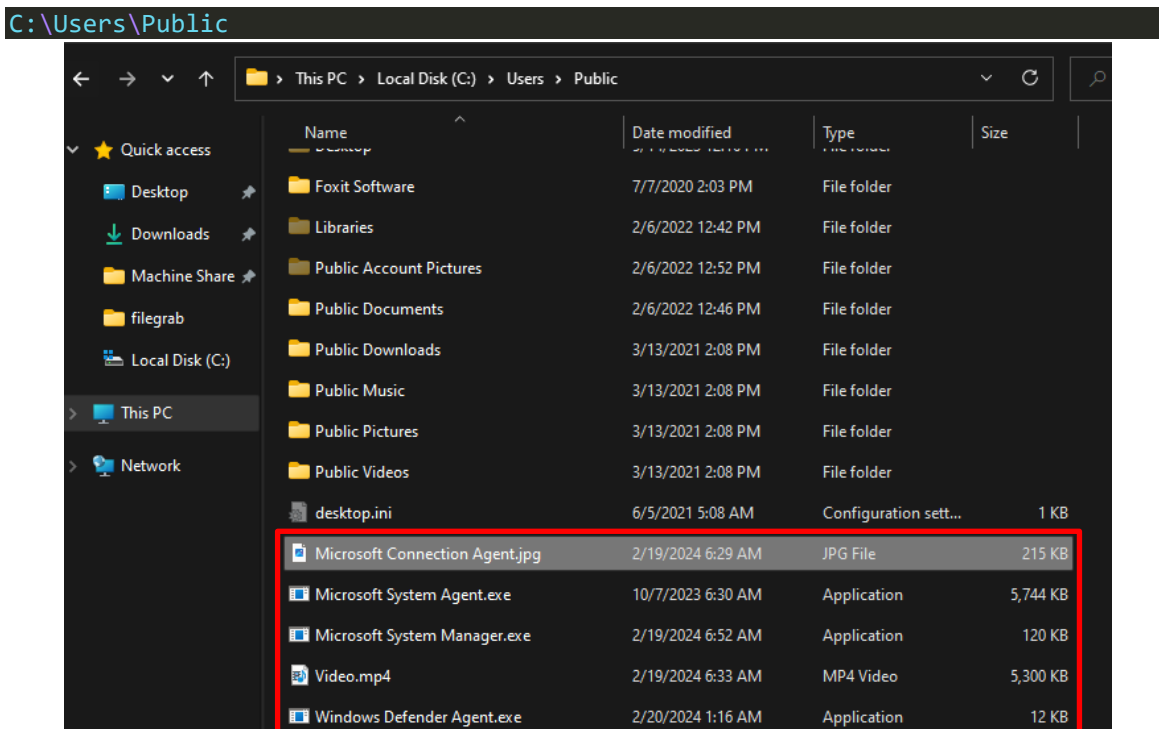 C:\Users\Public
This PC > Local Disk (C:) > Users > Public
Name Date modified Type Size
Quick access
Desktop
Foxit Software 7/7/2020 2:03 PM File folder
Desktop
Libraries 2/6/2022 12:42 PM File folder
Downloads
Public Account Pictures 2/6/2022 12:52 PM File folder
Machine Share
Public Documents 2/6/2022 12:46 PM File folder
filegrab
Public Downloads 3/13/2021 2:08 PM File folder
Local Disk (C:)
Public Music 3/13/2021 2:08 PM File folder
This PC
Public Pictures 3/13/2021 2:08 PM File folder
Network
Public Videos 3/13/2021 2:08 PM File folder
desktop.ini 6/5/2021 5:08 AM Configuration sett... 1 KB
Microsoft Connection Agent.jpg 2/19/2024 6:29 AM JPG File 215 KB
Microsoft System Agent.exe 10/7/2023 6:30 AM Application 5,744 KB
Microsoft System Manager.exe 2/19/2024 6:52 AM Application 120 KB
Video.mp4 2/19/2024 6:33 AM MP4 Video 5,300 KB
Windows Defender Agent.exe 2/20/2024 1:16 AM Application 12 KB